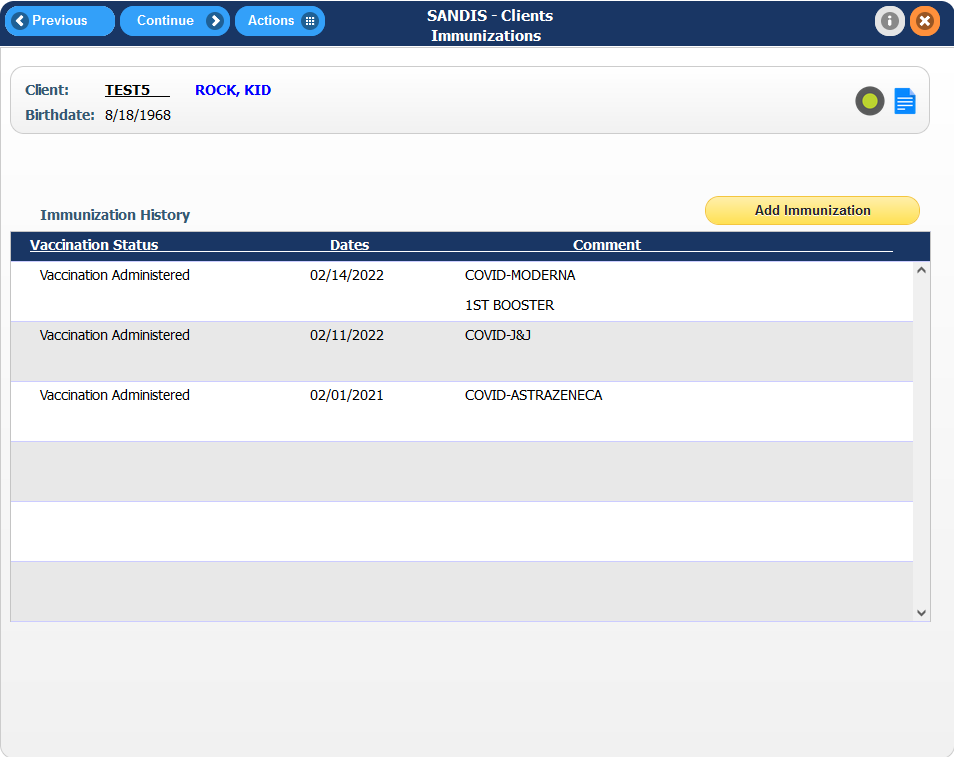 Previous Continue Actions
SANDIS - Clients
Immunizations
Client: TEST5 ROCK, KID
Birthdate: 8/18/1968
Immunization History Add Immunization
Vaccination Status Dates Comment
Vaccination Administered 02/14/2022 COVID-MODERNA
1ST BOOSTER
Vaccination Administered 02/11/2022 COVID-J&J
Vaccination Administered 02/01/2021 COVID-ASTRAZENECA